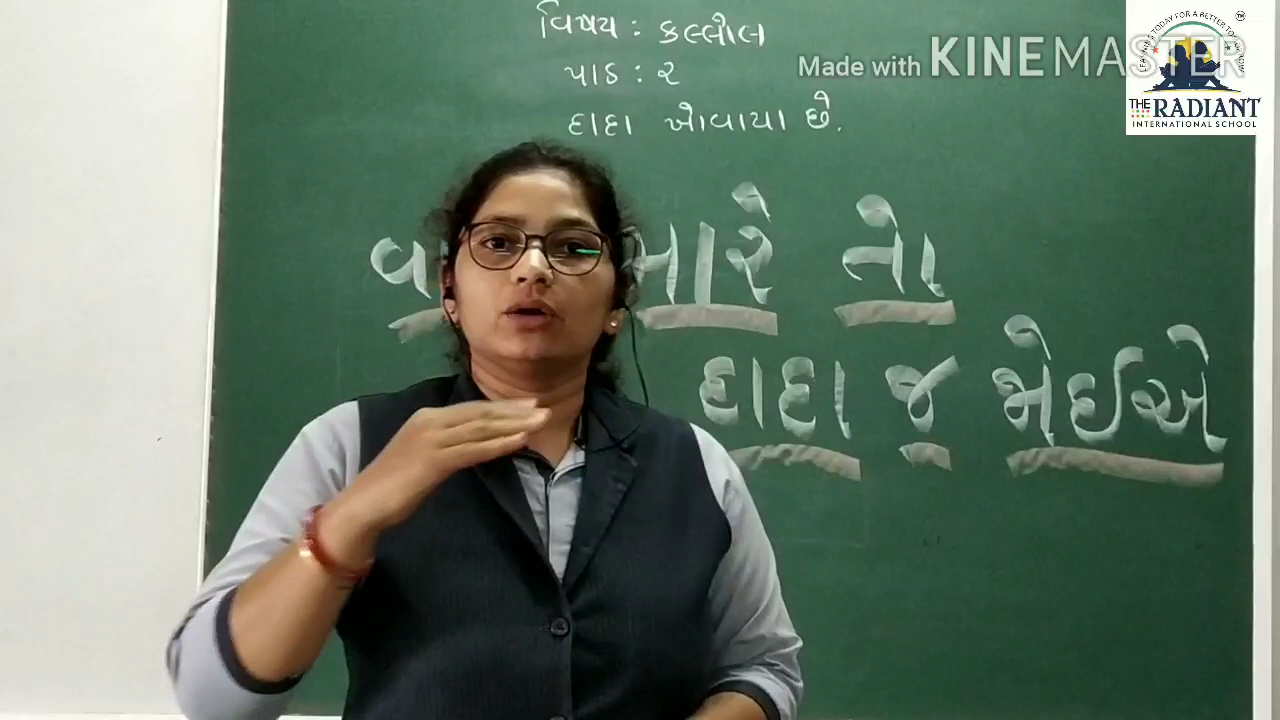 વિષય : કલ્લોલ
પાઠ : ૨
દાદા ખોવાયા છે.
મારે તો
દાદા જ જોઈએ
Made with KINEMASTER
THE RADIANT
INTERNATIONAL SCHOOL